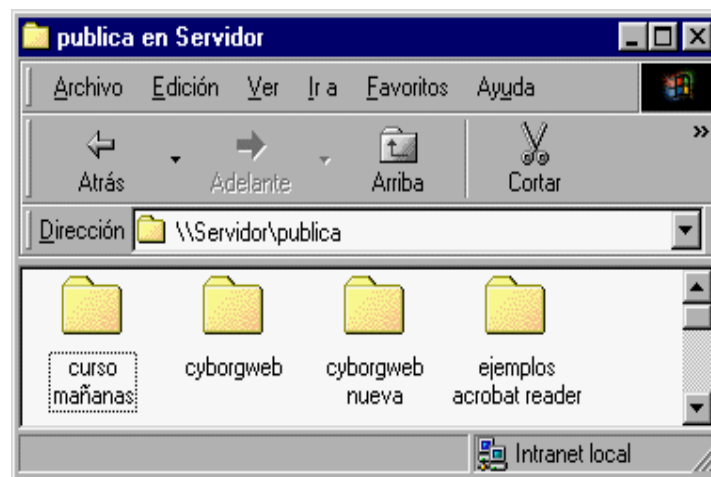 publica en Servidor
Archivo Edición Ver Ir a Favoritos Ayuda
Atrás Adelante Arriba Cortar »
Dirección \\Servidor\publica
curso mañanas
cyborgweb
cyborgweb nueva
ejemplos acrobat reader
Intranet local